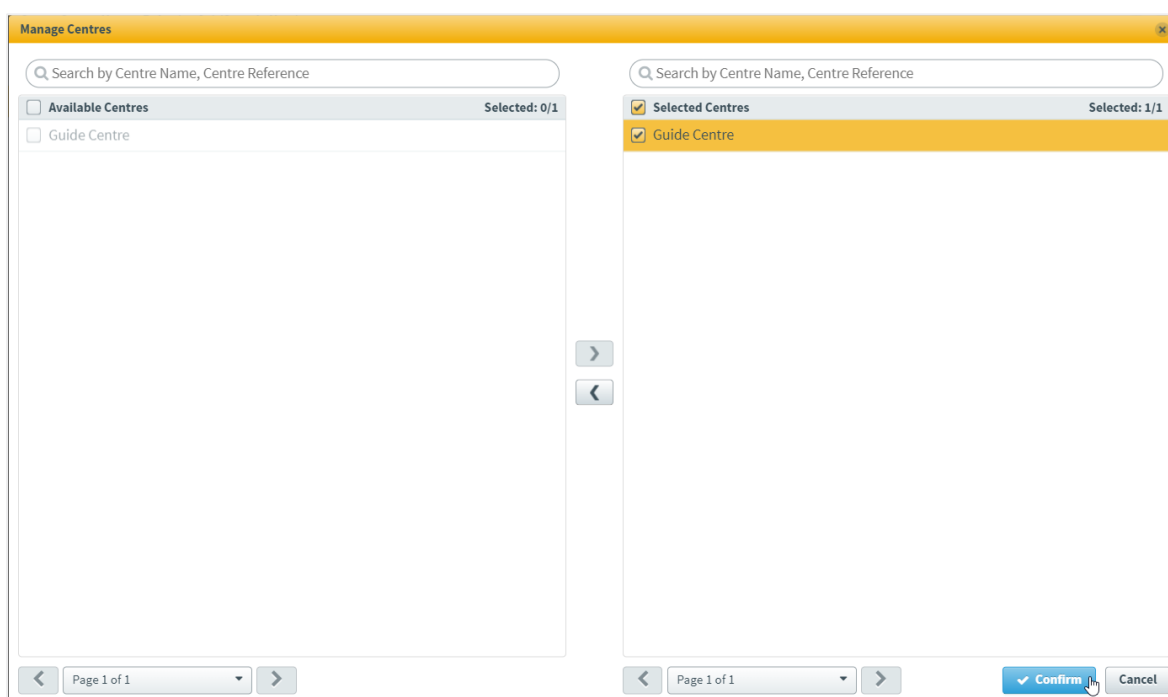 Manage Centres
Search by Centre Name, Centre Reference
Available Centres Selected: 0/1
Guide Centre
Search by Centre Name, Centre Reference
Selected Centres Selected: 1/1
Guide Centre
Page 1 of 1
Page 1 of 1
Confirm Cancel